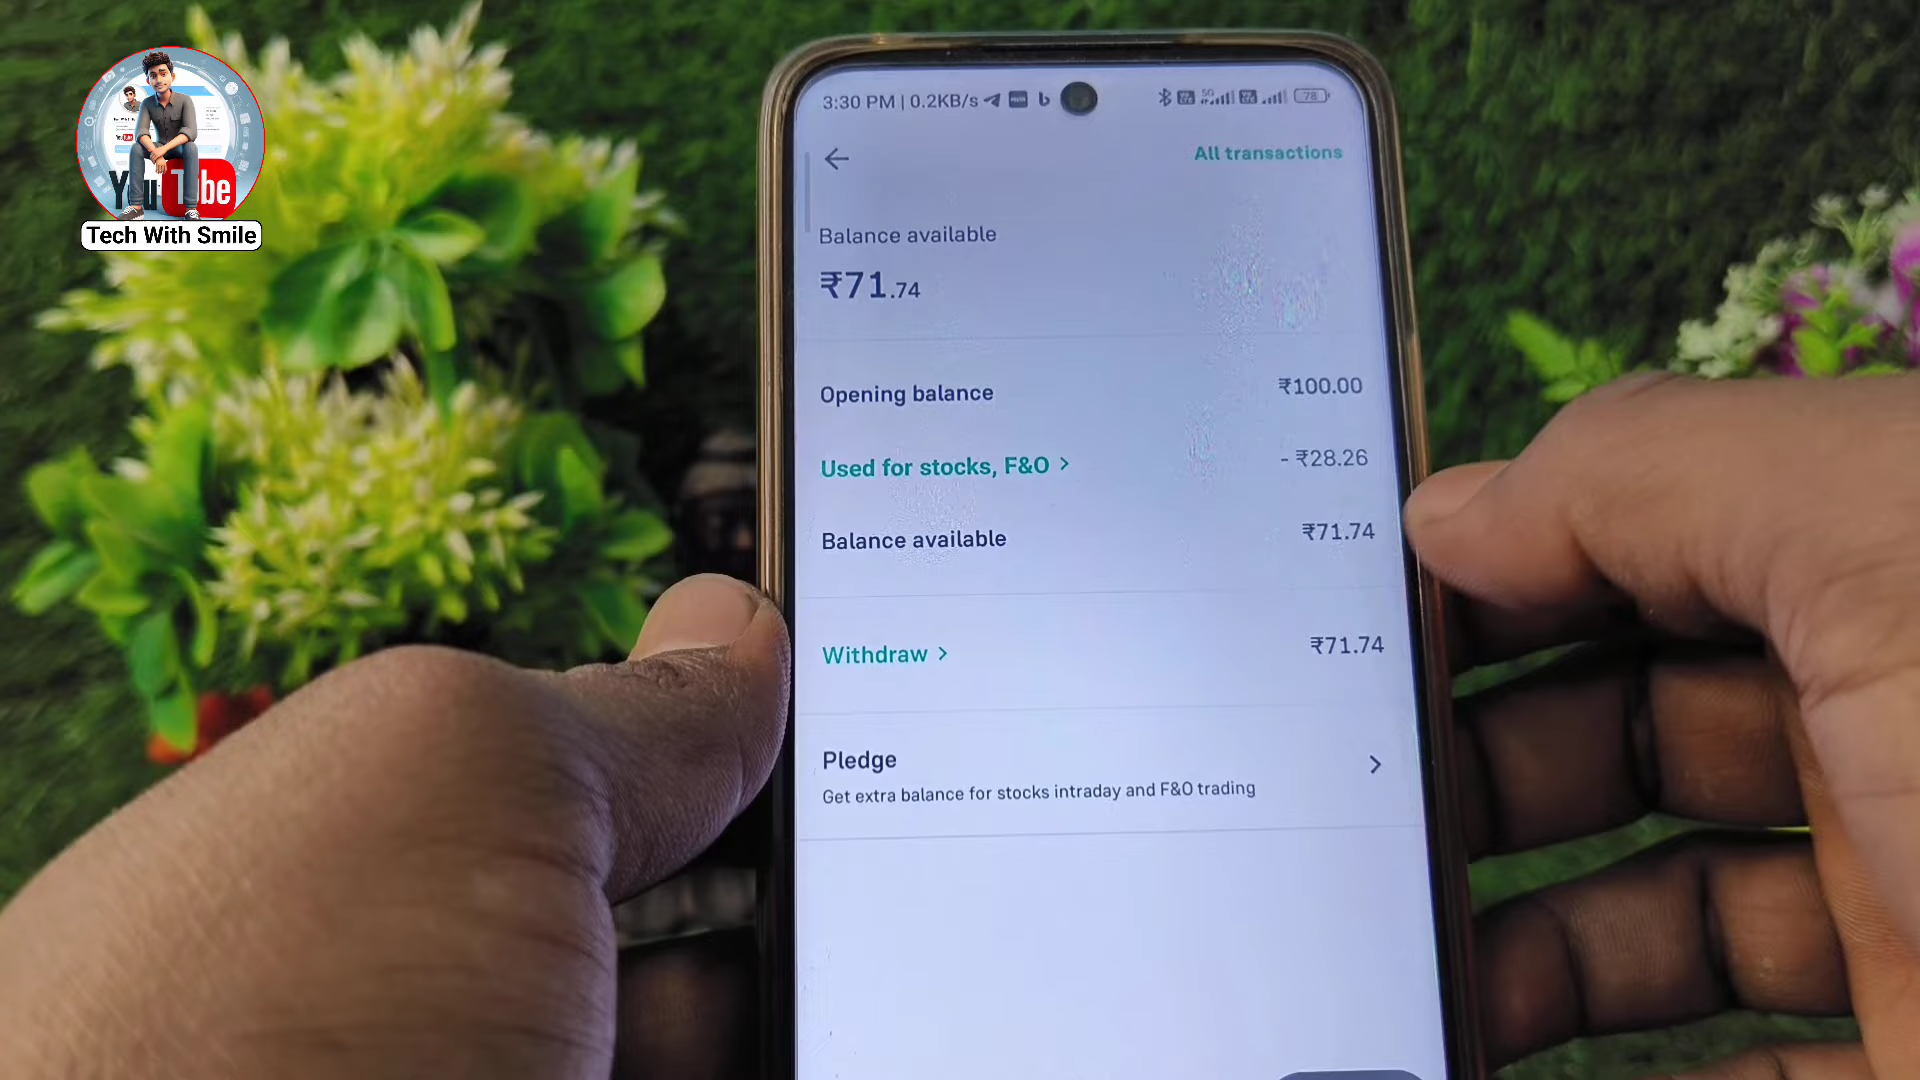 YouTube
Tech With Smile
3:30 PM | 0.2KB/s
78
All transactions
Balance available
₹71.74
Opening balance ₹100.00
Used for stocks, F&O > - ₹28.26
Balance available ₹71.74
Withdraw > ₹71.74
Pledge
Get extra balance for stocks intraday and F&O trading